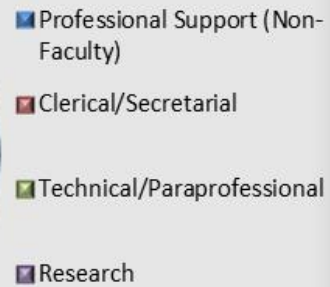 Professional Support (Non-
Faculty)
Clerical/Secretarial
Technical/Paraprofessional
Research